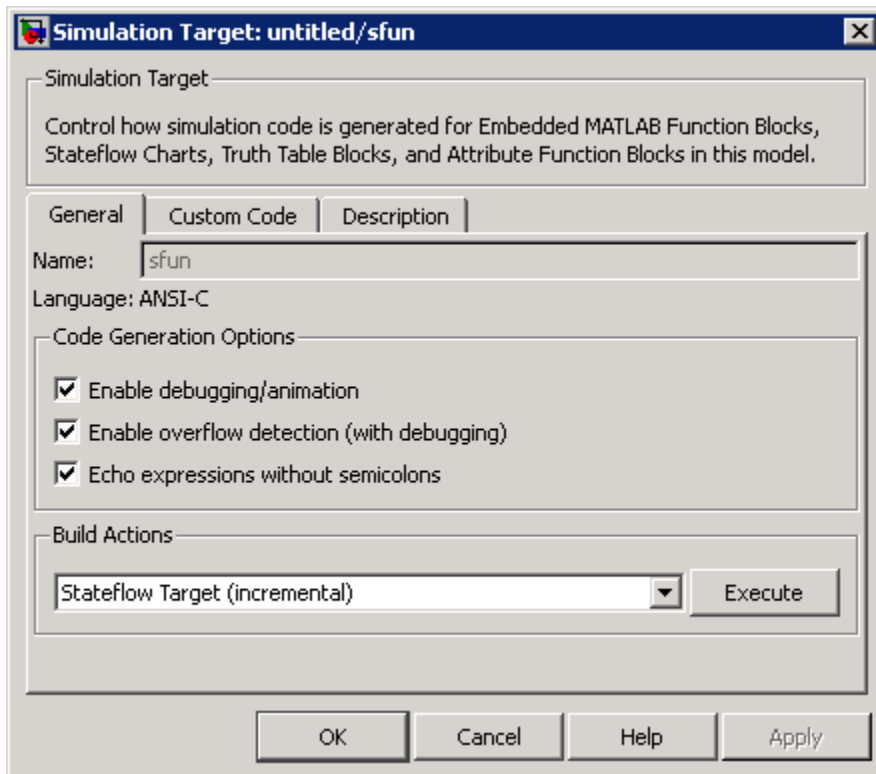 Simulation Target: untitled/sfun
Simulation Target
Control how simulation code is generated for Embedded MATLAB Function Blocks,
Stateflow Charts, Truth Table Blocks, and Attribute Function Blocks in this model.
General Custom Code Description
Name: sfun
Language: ANSI-C
Code Generation Options
Enable debugging/animation
Enable overflow detection (with debugging)
Echo expressions without semicolons
Build Actions
Stateflow Target (incremental) Execute
OK Cancel Help Apply